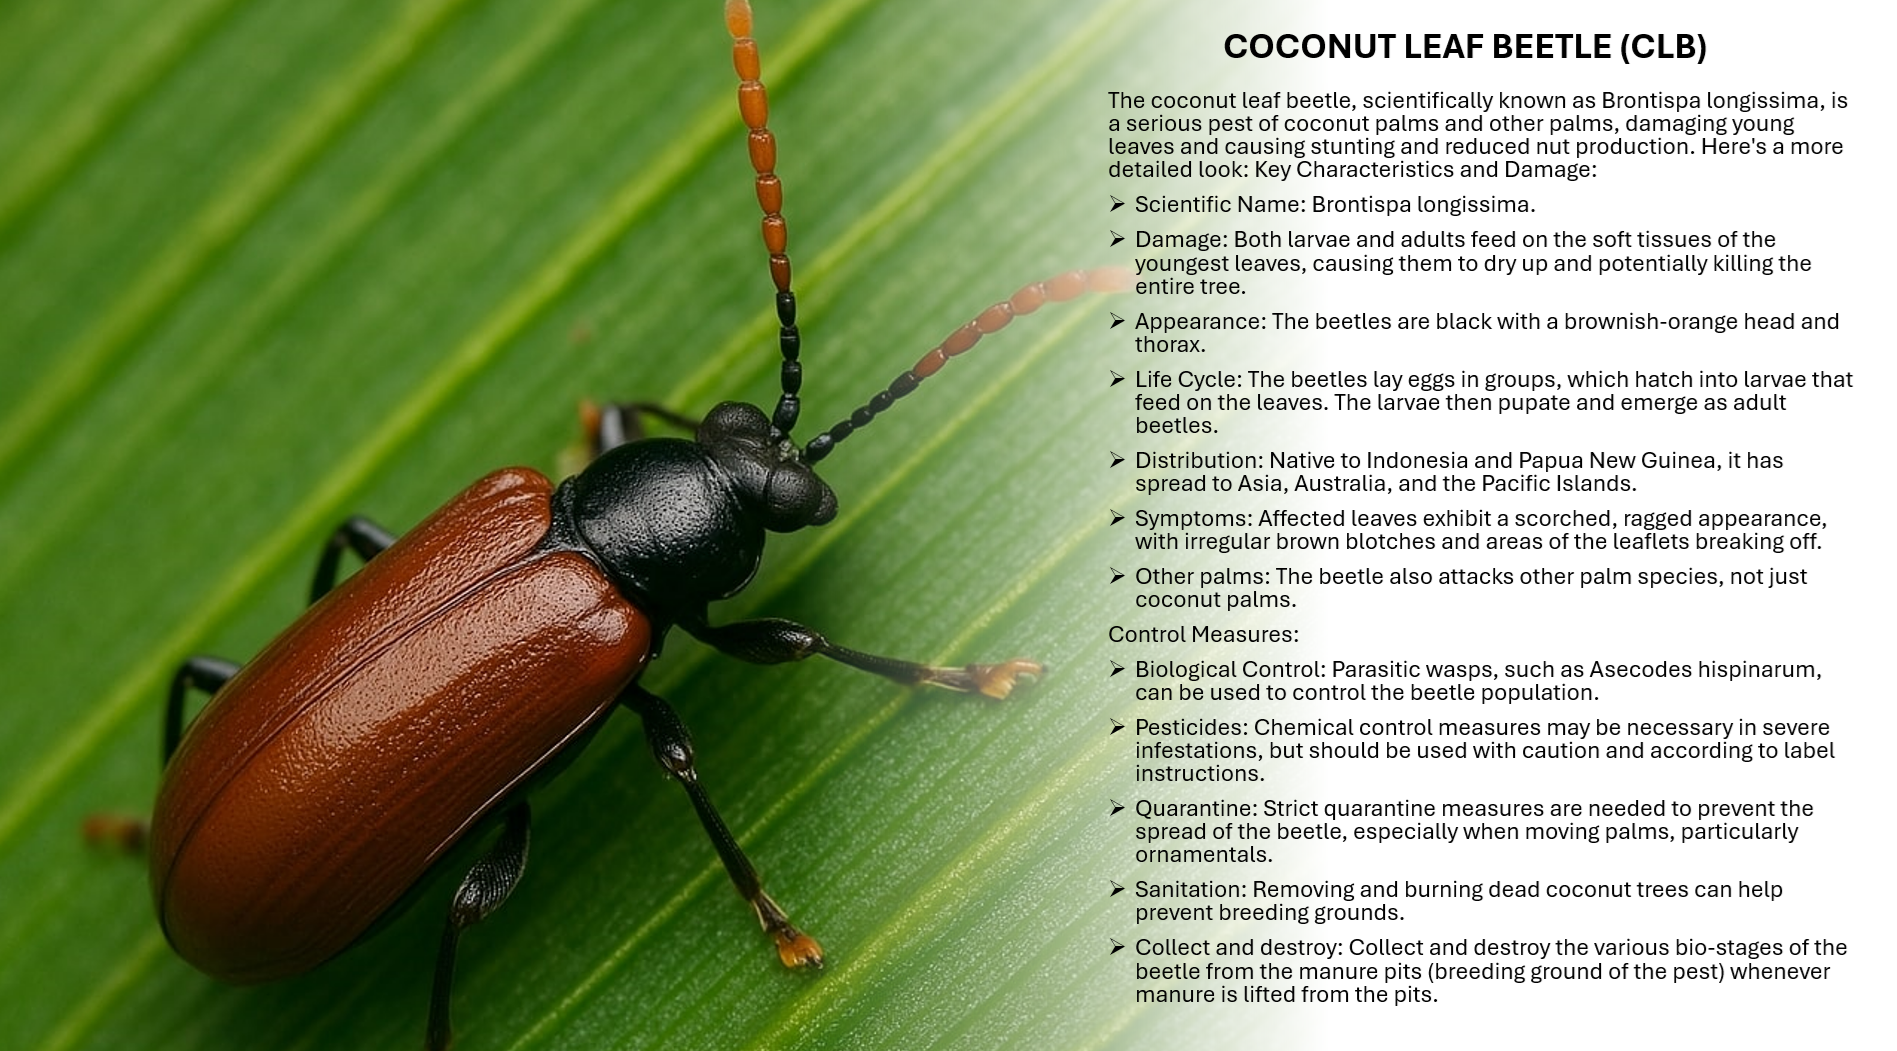 COCONUT LEAF BEETLE (CLB)
The coconut leaf beetle, scientifically known as Brontispa longissima, is
a serious pest of coconut palms and other palms, damaging young
leaves and causing stunting and reduced nut production. Here's a more
detailed look: Key Characteristics and Damage:
➢ Scientific Name: Brontispa longissima.
➢ Damage: Both larvae and adults feed on the soft tissues of the
youngest leaves, causing them to dry up and potentially killing the
entire tree.
➢ Appearance: The beetles are black with a brownish-orange head and
thorax.
➢ Life Cycle: The beetles lay eggs in groups, which hatch into larvae that
feed on the leaves. The larvae then pupate and emerge as adult
beetles.
➢ Distribution: Native to Indonesia and Papua New Guinea, it has
spread to Asia, Australia, and the Pacific Islands.
➢ Symptoms: Affected leaves exhibit a scorched, ragged appearance,
with irregular brown blotches and areas of the leaflets breaking off.
➢ Other palms: The beetle also attacks other palm species, not just
coconut palms.
Control Measures:
➢ Biological Control: Parasitic wasps, such as Asecodes hispinarum,
can be used to control the beetle population.
➢ Pesticides: Chemical control measures may be necessary in severe
infestations, but should be used with caution and according to label
instructions.
➢ Quarantine: Strict quarantine measures are needed to prevent the
spread of the beetle, especially when moving palms, particularly
ornamentals.
➢ Sanitation: Removing and burning dead coconut trees can help
prevent breeding grounds.
➢ Collect and destroy: Collect and destroy the various bio-stages of the
beetle from the manure pits (breeding ground of the pest) whenever
manure is lifted from the pits.